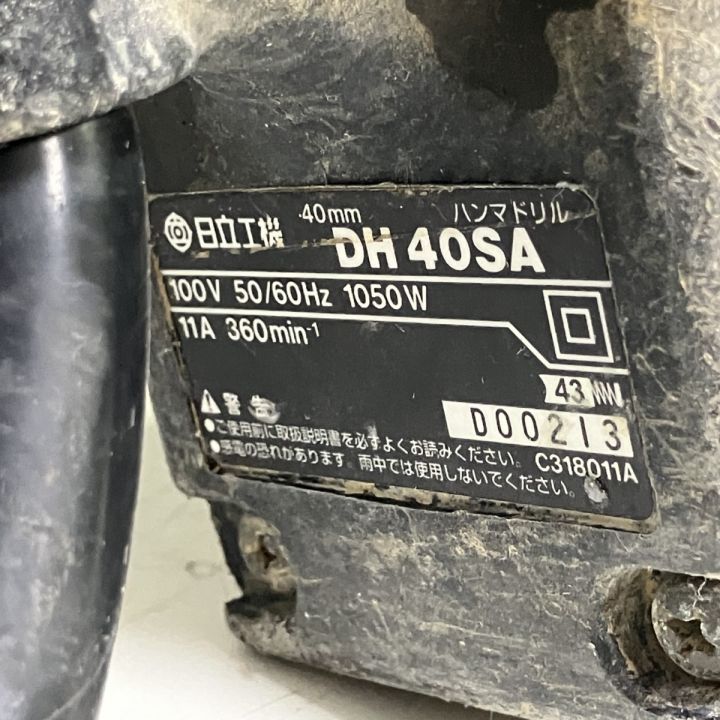 日立工機 40mm ハンマドリル
DH 40SA
100V 50/60Hz 1050W
11A 360min⁻¹
43
警告
D00213
●ご使用前に取扱説明書を必ずよくお読みください。
●感電の恐れがあります。雨中では使用しないでください。
C318011A